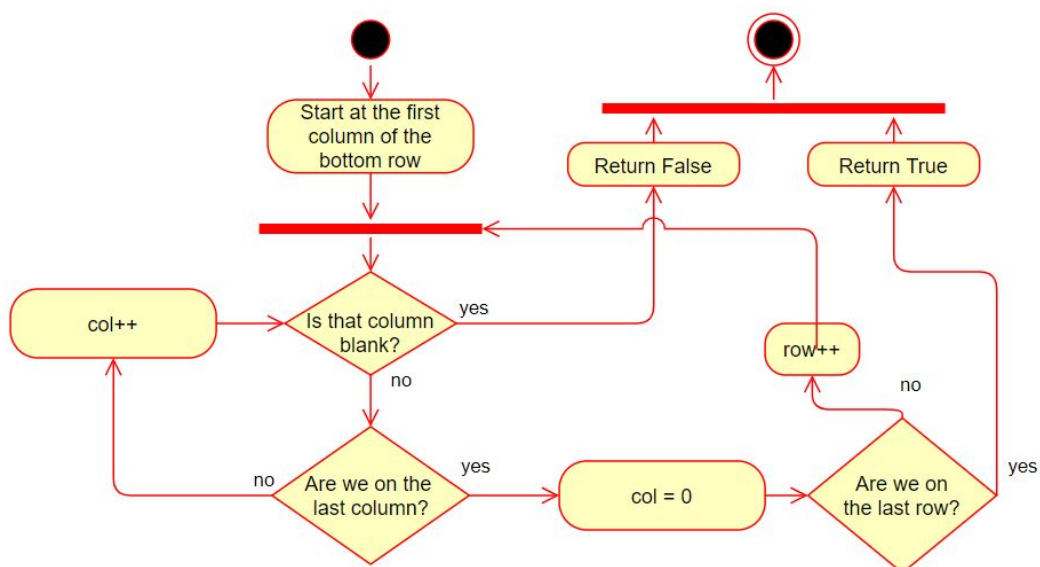 Start at the first
column of the
bottom row
Return False
Return True
col++
Is that column
blank?
yes
row++
no
no
no
Are we on the
last column?
yes
col = 0
Are we on
the last row?
yes